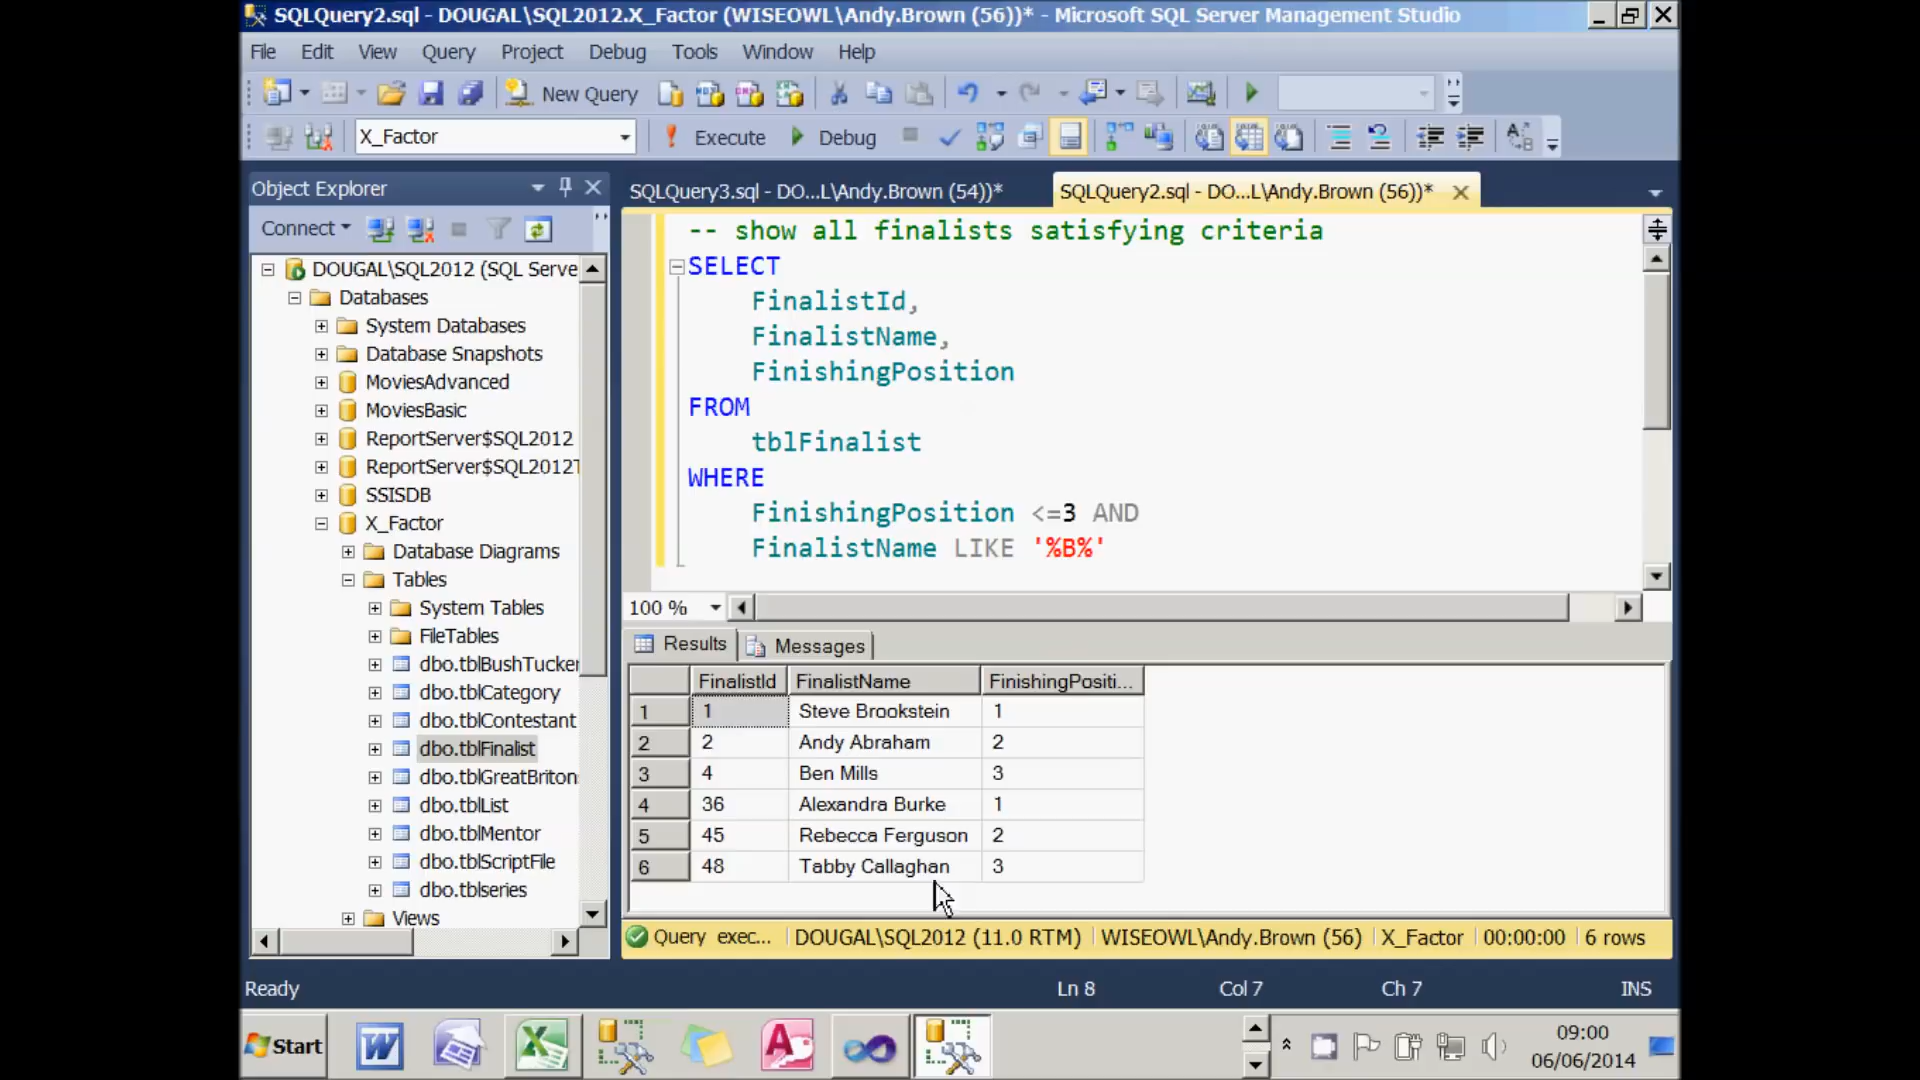 SQLQuery2.sql - DOUGAL\SQL2012.X_Factor (WISEOWL\Andy.Brown (56))* - Microsoft SQL Server Management Studio
File Edit View Query Project Debug Tools Window Help
New Query
X_Factor Execute Debug
Object Explorer
Connect
DOUGAL\SQL2012 (SQL Serve
Databases
System Databases
Database Snapshots
MoviesAdvanced
MoviesBasic
ReportServer$SQL2012
ReportServer$SQL2012T
SSISDB
X_Factor
Database Diagrams
Tables
System Tables
FileTables
dbo.tblBushTucker
dbo.tblCategory
dbo.tblContestant
dbo.tblFinalist
dbo.tblGreatBriton
dbo.tblList
dbo.tblMentor
dbo.tblScriptFile
dbo.tblseries
Views
SQLQuery3.sql - DO...L\Andy.Brown (54))* SQLQuery2.sql - DO...L\Andy.Brown (56))*
-- show all finalists satisfying criteria
SELECT
FinalistId,
FinalistName,
FinishingPosition
FROM
tblFinalist
WHERE
FinishingPosition <=3 AND
FinalistName LIKE '%B%'
100 %
Results Messages
FinalistId FinalistName FinishingPositi...
1 1 Steve Brookstein 1
2 2 Andy Abraham 2
3 4 Ben Mills 3
4 36 Alexandra Burke 1
5 45 Rebecca Ferguson 2
6 48 Tabby Callaghan 3
Query exec... DOUGAL\SQL2012 (11.0 RTM) WISEOWL\Andy.Brown (56) X_Factor 00:00:00 6 rows
Ready Ln 8 Col 7 Ch 7 INS
Start
09:00
06/06/2014